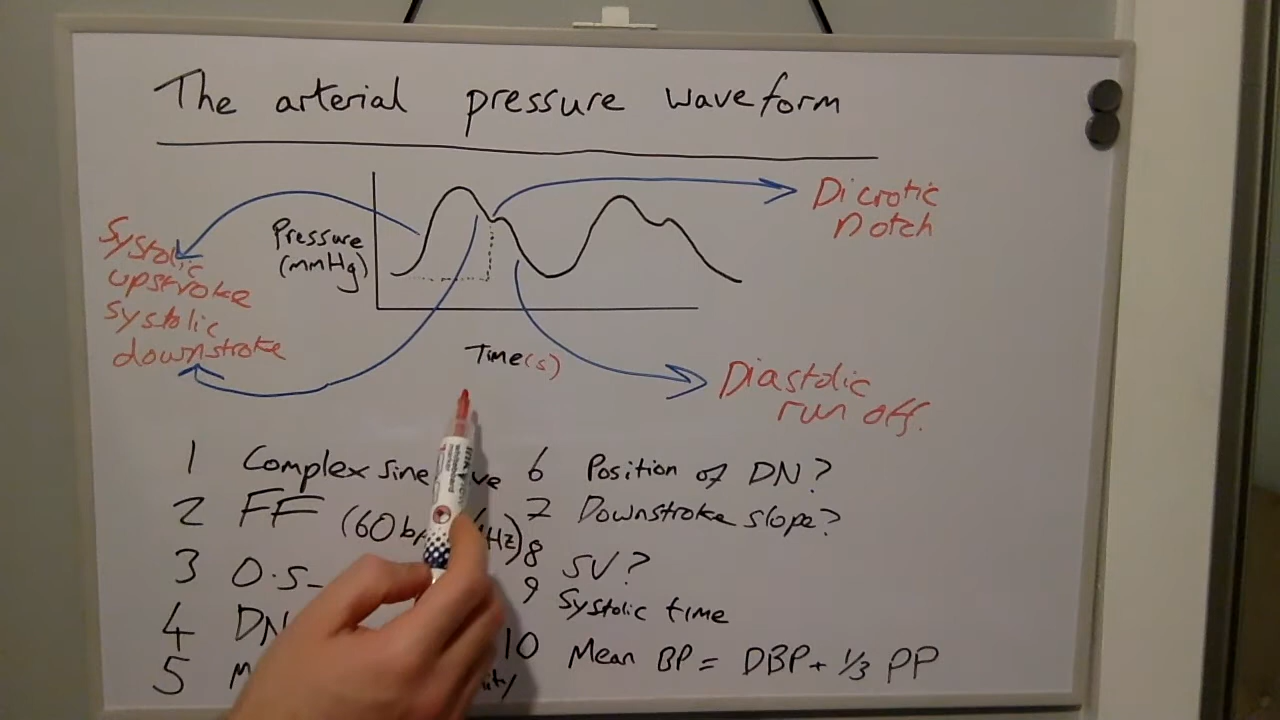 The arterial pressure waveform
Dicrotic
notch
Systolic
upstroke
systolic
downstroke
Pressure
(mmHg)
Time(s)
Diastolic
run off.
1 Complex sine
2 FF (60
3 0.5-
4 DN
5
6 Position of DN?
7 Downstroke slope?
8 SV?
9 Systolic time
10 Mean BP = DBP + 1/3 PP